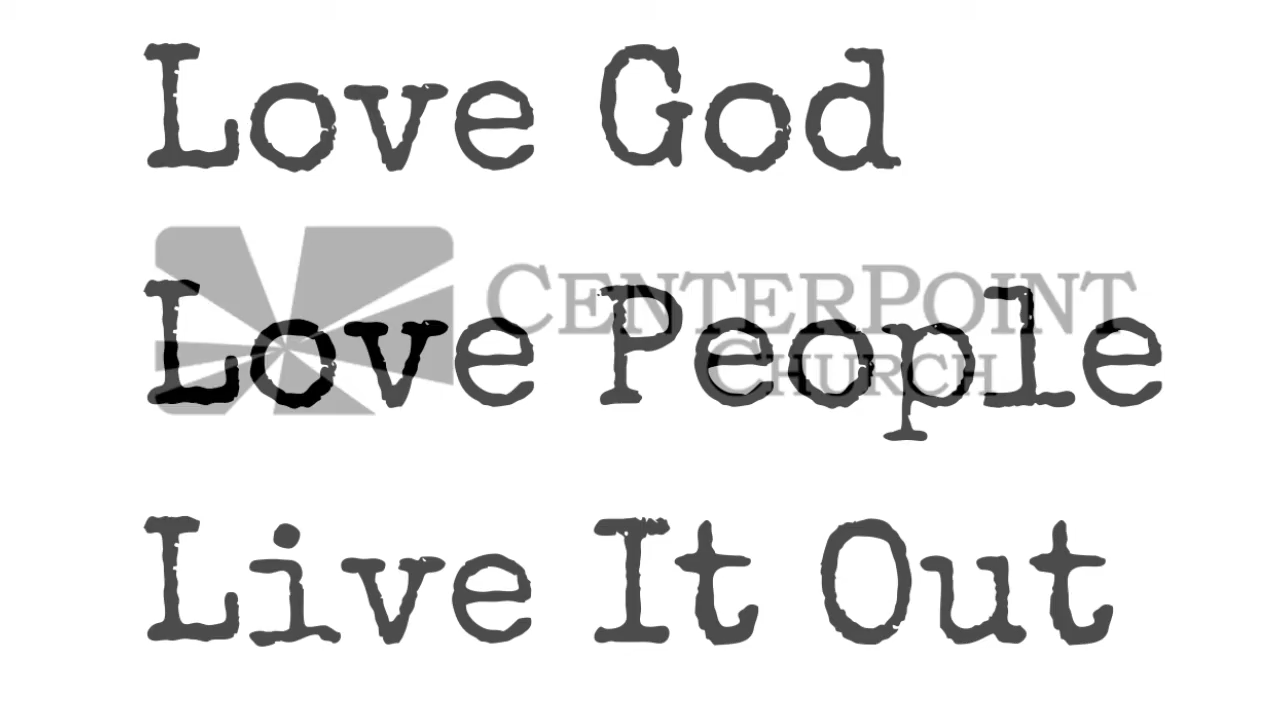 Love God
CENTERPOINT
Love People
CHURCH
Live It Out